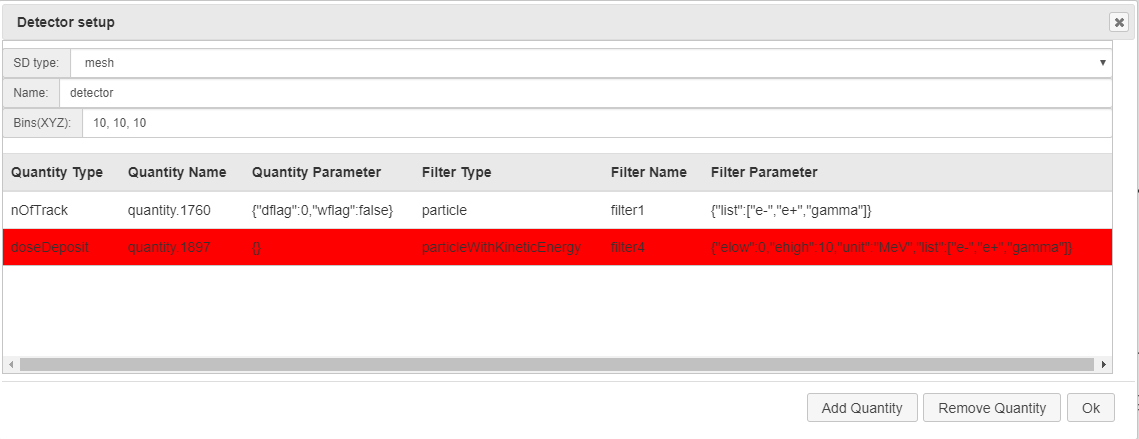 Detector setup
SD type: mesh
Name: detector
Bins(XYZ): 10, 10, 10
Quantity Type Quantity Name Quantity Parameter Filter Type Filter Name Filter Parameter
nOfTrack quantity.1760 {"dflag":0,"wflag":false} particle filter1 {"list":["e-","e+","gamma"]}
doseDeposit quantity.1897 {} particleWithKineticEnergy filter4 {"elow":0,"ehigh":10,"unit":"MeV","list":["e-","e+","gamma"]}
Add Quantity Remove Quantity Ok